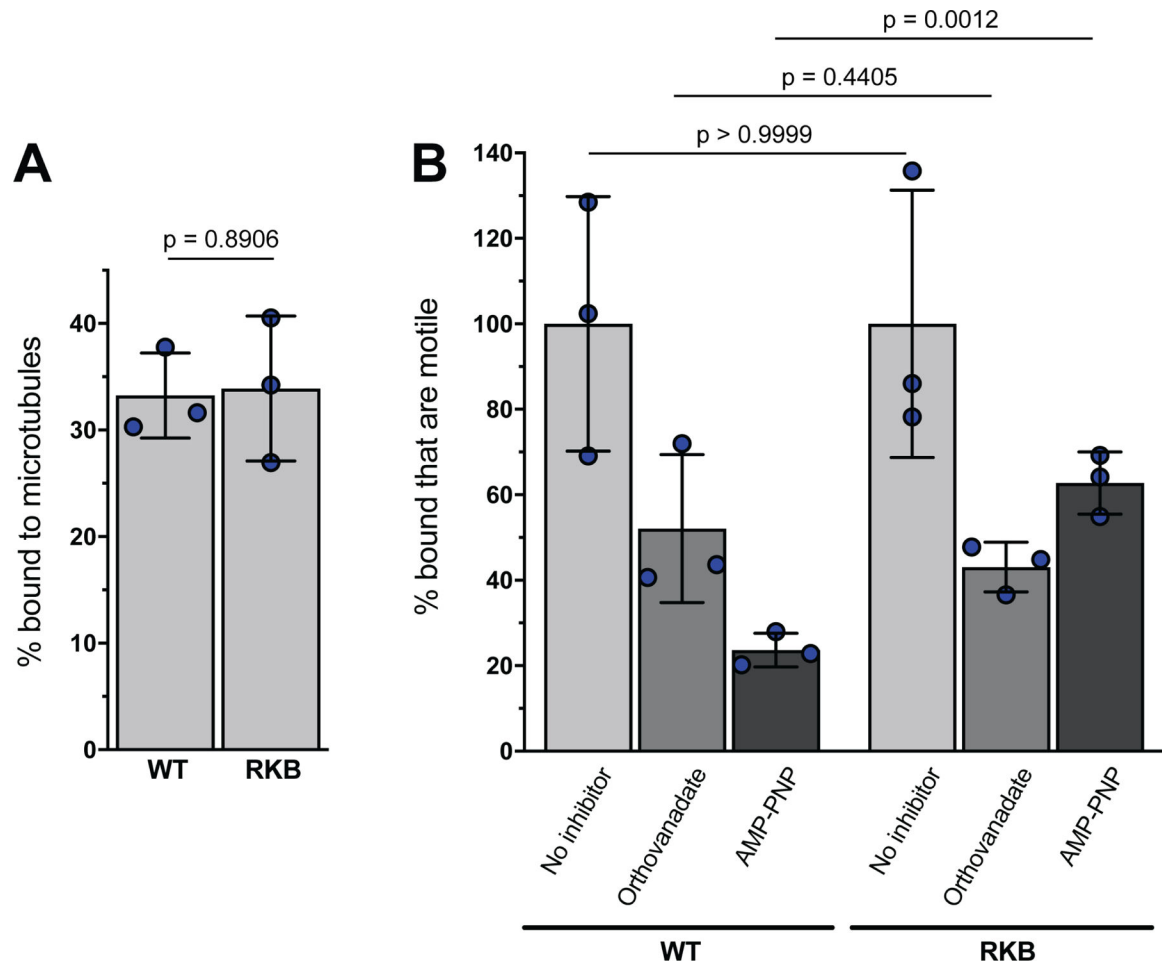 A
p = 0.8906
% bound to microtubules
40
30
20
10
0
WT
RKB
B
p = 0.0012
p = 0.4405
p > 0.9999
% bound that are motile
140
120
100
80
60
40
20
0
No inhibitor
Orthovanadate
AMP-PNP
No inhibitor
Orthovanadate
AMP-PNP
WT
RKB